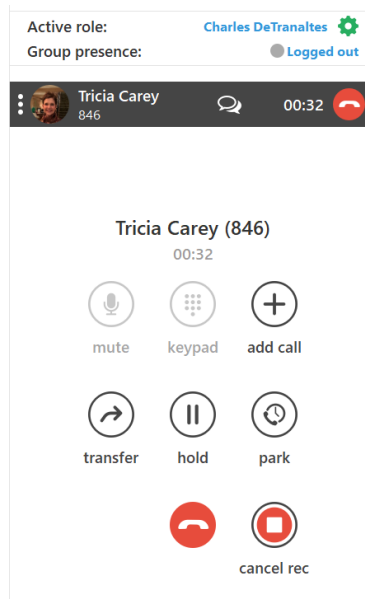 Active role: Charles DeTranaltes
Group presence: Logged out
Tricia Carey
846
00:32
Tricia Carey (846)
00:32
mute keypad add call
transfer hold park
cancel rec